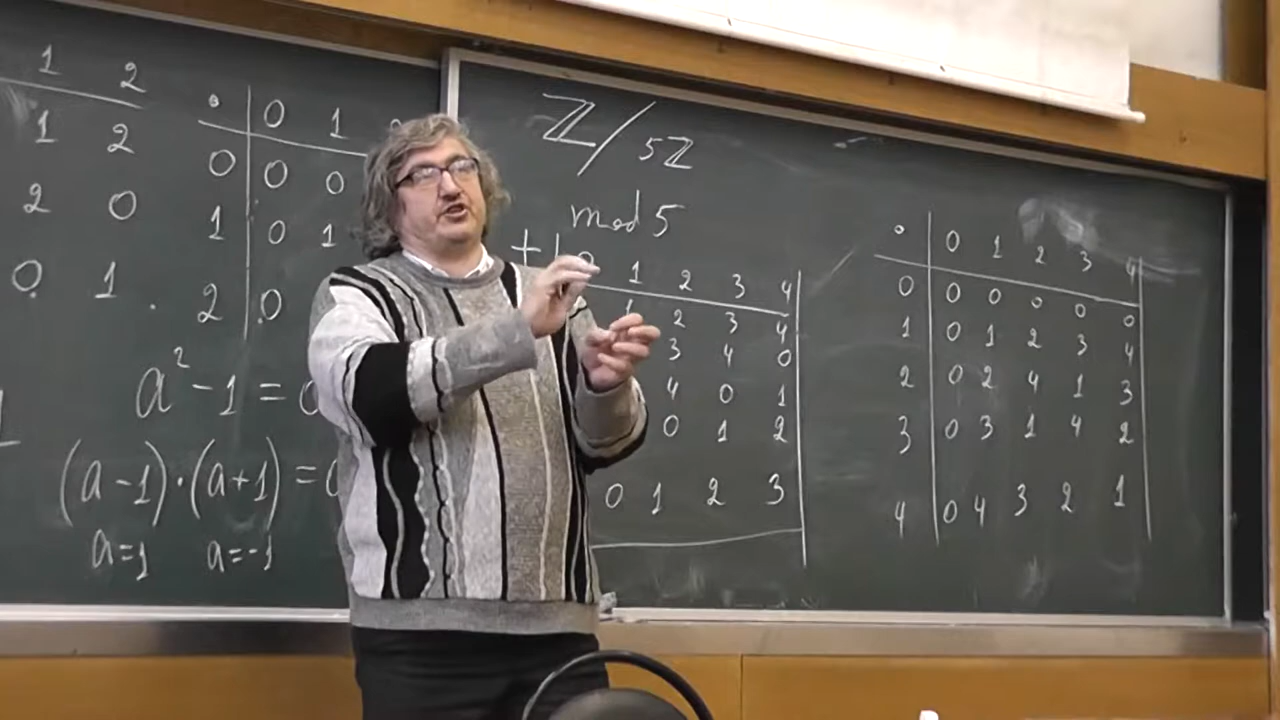 1 2
1 2
2 0
0 1 .
∘ 0 1
0 0 0
1 0 1
2 0
a² - 1 = 0
(a-1)·(a+1) = 0
a=1 a=-1
ℤ/5ℤ
mod 5
+ 0 1 2 3 4
1 2 3 4
3 4 0
4 0 1
0 1 2
0 1 2 3
∘ 0 1 2 3 4
0 0 0 0 0 0
1 0 1 2 3 4
2 0 2 4 1 3
3 0 3 1 4 2
4 0 4 3 2 1